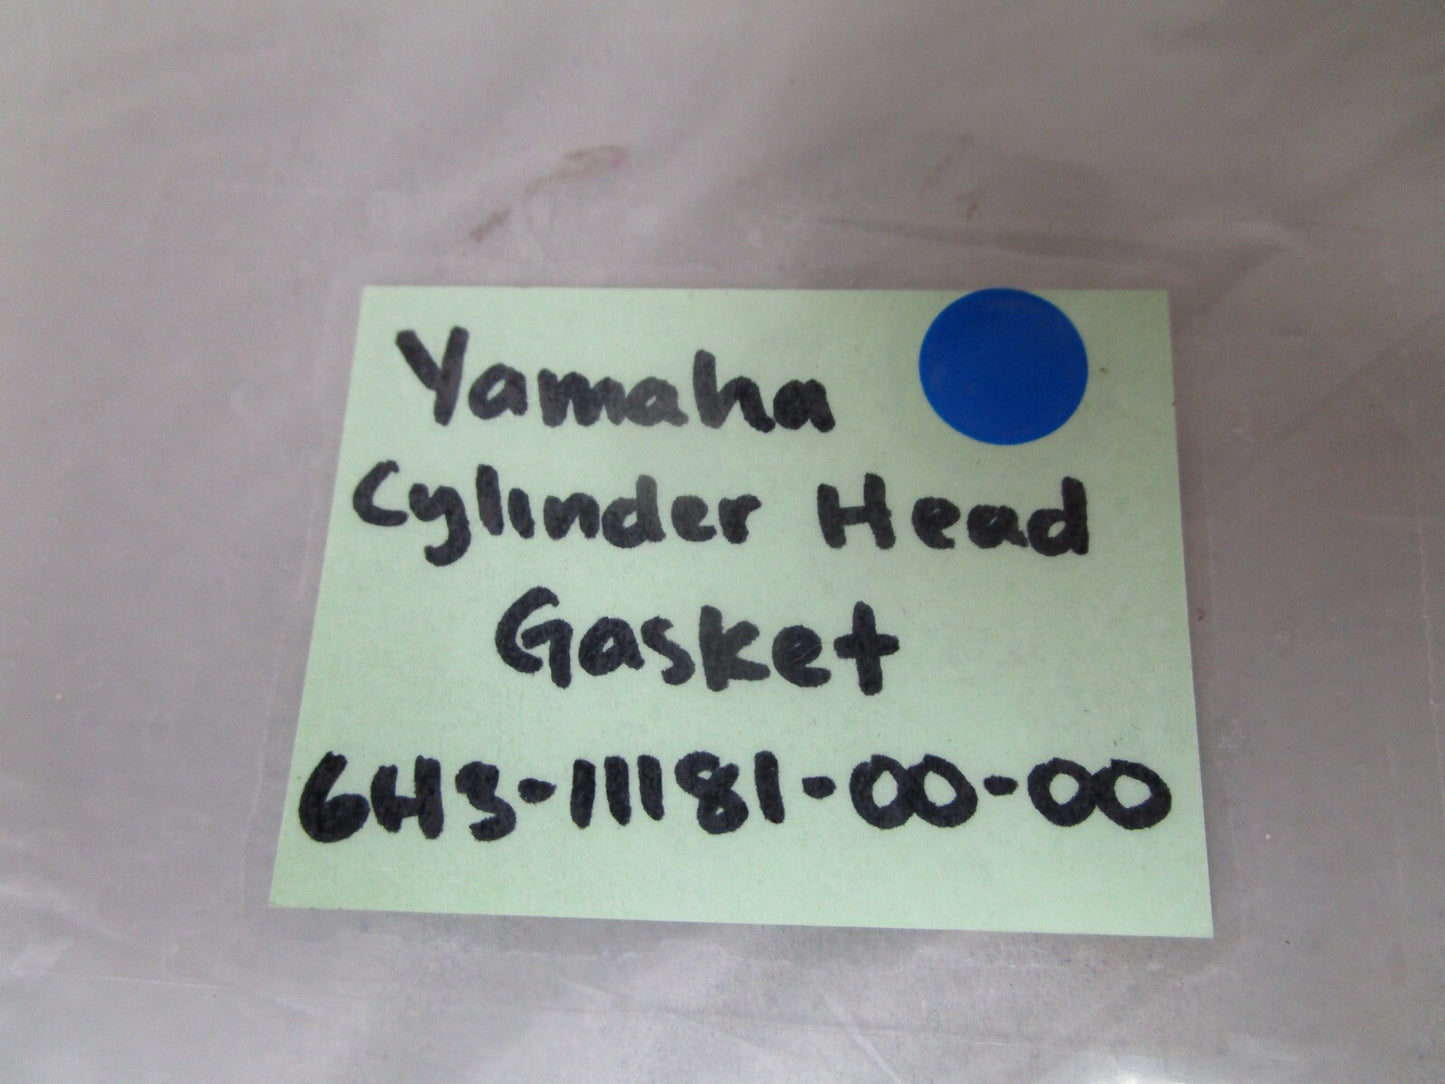 Yamaha
Cylinder Head
Gasket
6H3-11181-00-00